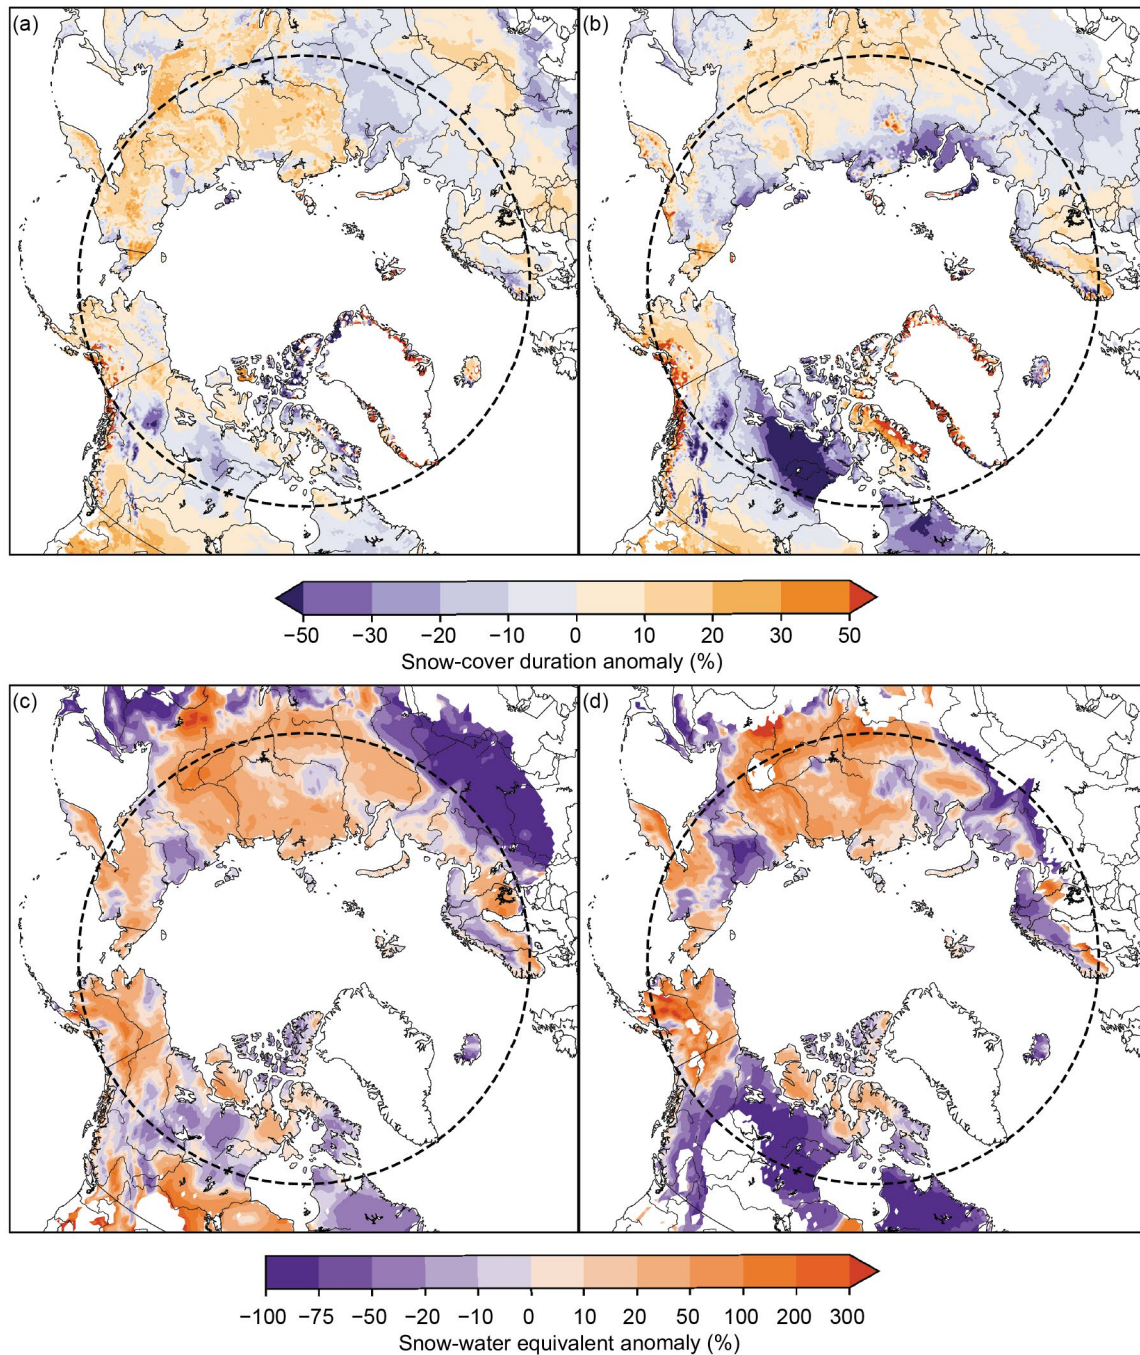 (a) (b)
−50 −30 −20 −10 0 10 20 30 50
Snow-cover duration anomaly (%)
(c) (d)
−100 −75 −50 −20 −10 0 10 20 50 100 200 300
Snow-water equivalent anomaly (%)